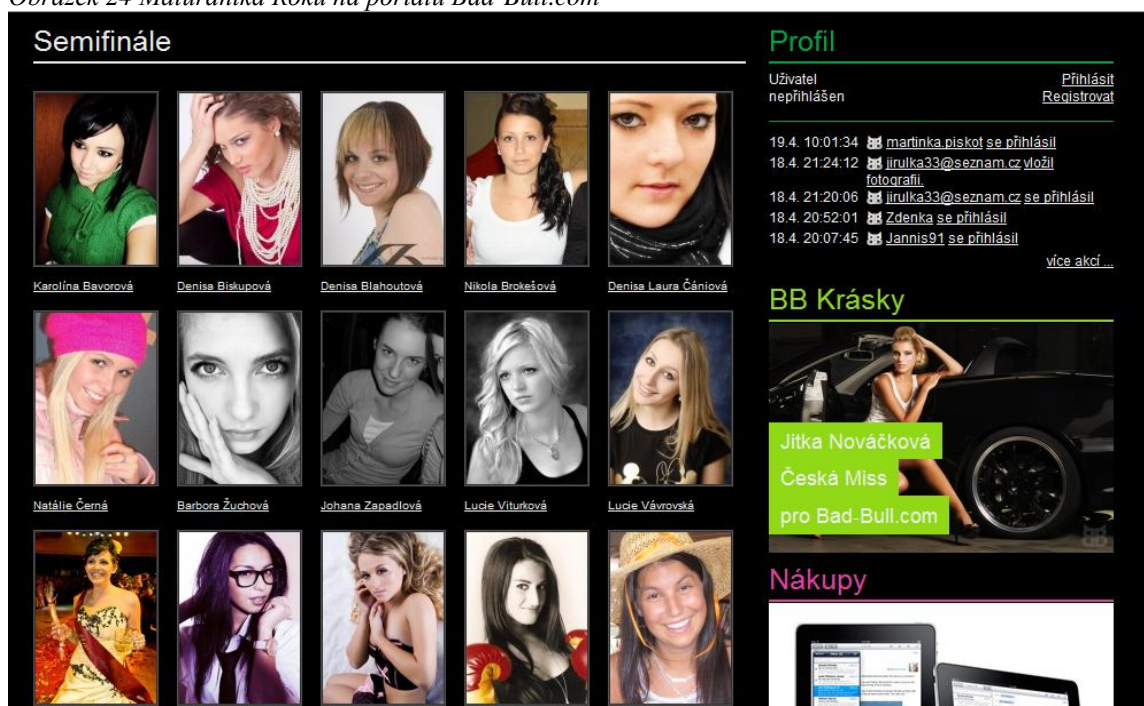 Obrázek 24 Maturantka Roku na portálu Bad-Bull.com
Semifinále
Karolína Bavorová
Denisa Biskupová
Denisa Blahoutová
Nikola Brokešová
Denisa Laura Čániová
Natálie Černá
Barbora Žuchová
Johana Zapadlová
Lucie Viturková
Lucie Vávrovská
Profil
Uživatel
nepřihlášen
Přihlásit
Registrovat
19.4. 10:01:34 martinka.piskot se přihlásil
18.4. 21:24:12 jirulka33@seznam.cz vložil
fotografii.
18.4. 21:20:06 jirulka33@seznam.cz se přihlásil
18.4. 20:52:01 Zdenka se přihlásil
18.4. 20:07:45 Jannis91 se přihlásil
více akcí ...
BB Krásky
Jitka Nováčková
Česká Miss
pro Bad-Bull.com
Nákupy